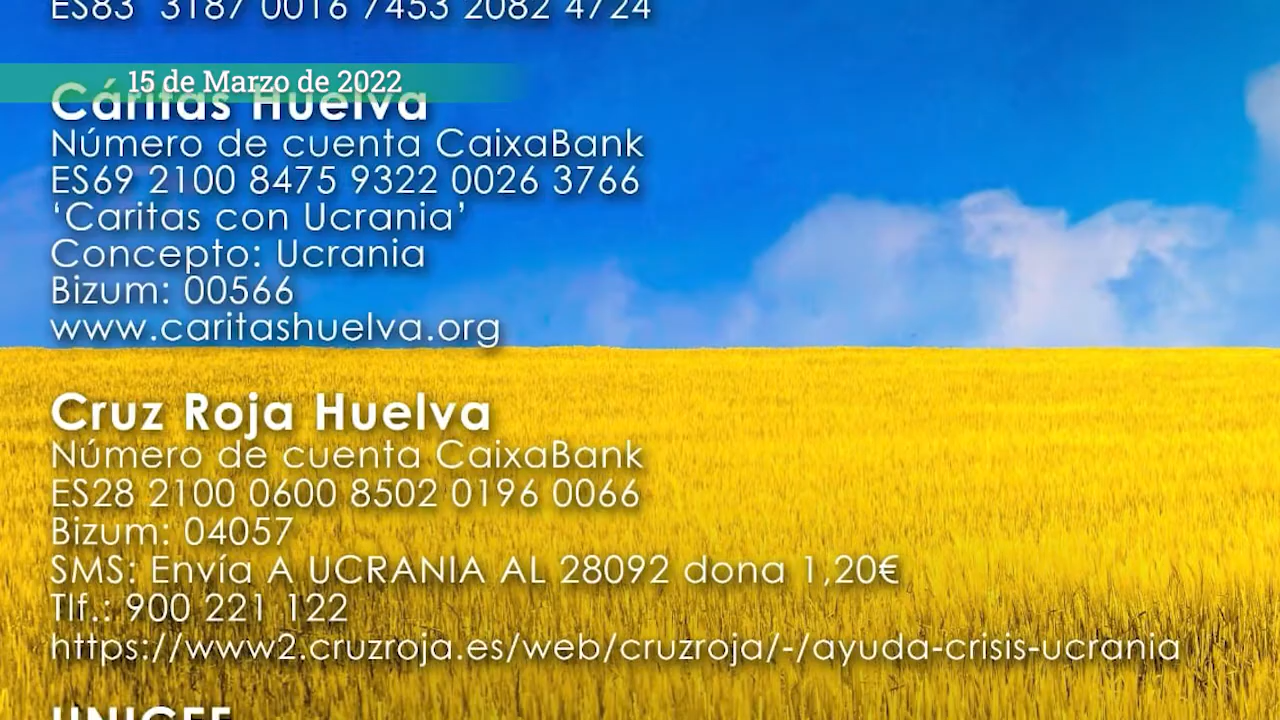 ES83 3187 0016 7453 2082 4724
15 de Marzo de 2022
Cáritas Huelva
Número de cuenta CaixaBank
ES69 2100 8475 9322 0026 3766
‘Caritas con Ucrania’
Concepto: Ucrania
Bizum: 00566
www.caritashuelva.org
Cruz Roja Huelva
Número de cuenta CaixaBank
ES28 2100 0600 8502 0196 0066
Bizum: 04057
SMS: Envía A UCRANIA AL 28092 dona 1,20€
Tlf.: 900 221 122
https://www2.cruzroja.es/web/cruzroja/-/ayuda-crisis-ucrania
UNICEF